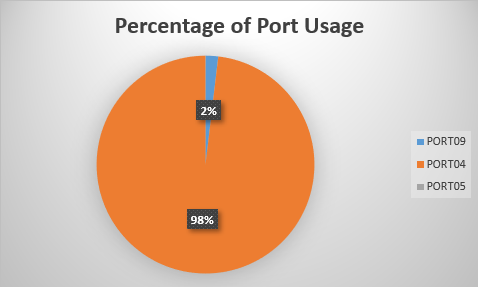 Percentage of Port Usage
2%
98%
PORT09
PORT04
PORT05